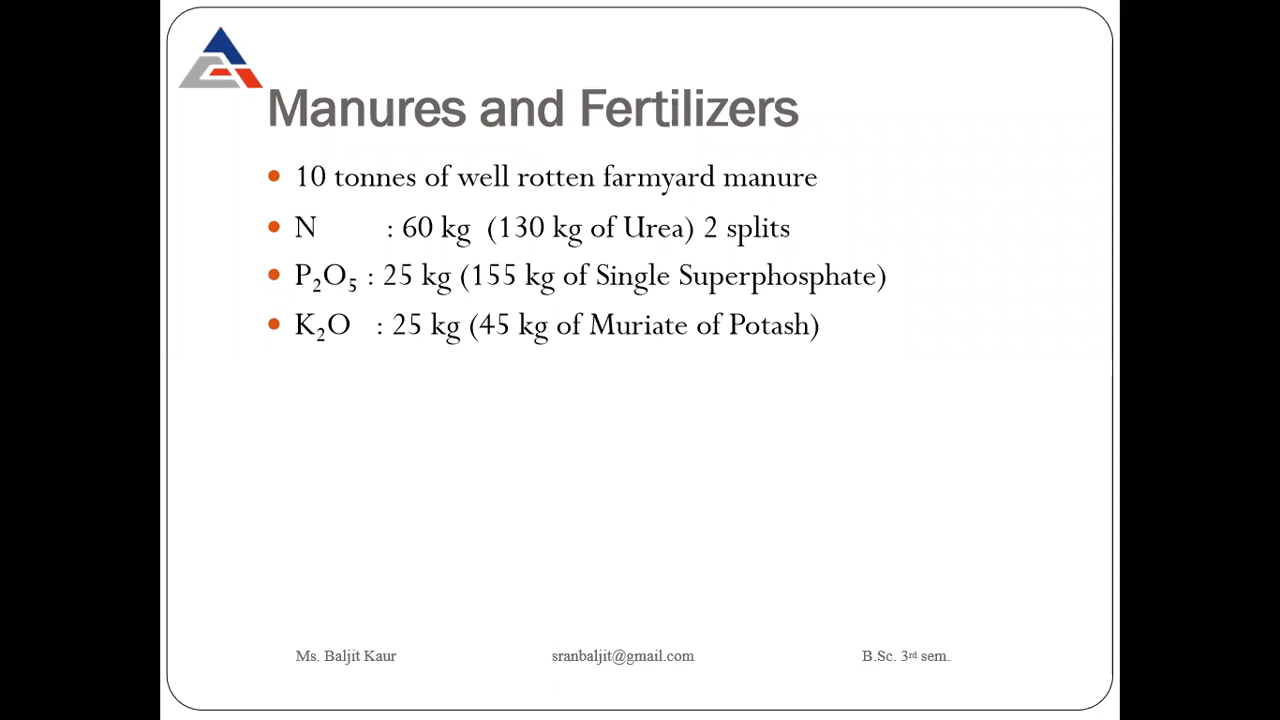 Manures and Fertilizers
• 10 tonnes of well rotten farmyard manure
• N : 60 kg (130 kg of Urea) 2 splits
• P₂O₅ : 25 kg (155 kg of Single Superphosphate)
• K₂O : 25 kg (45 kg of Muriate of Potash)
Ms. Baljit Kaur sranbaljit@gmail.com B.Sc. 3rd sem.